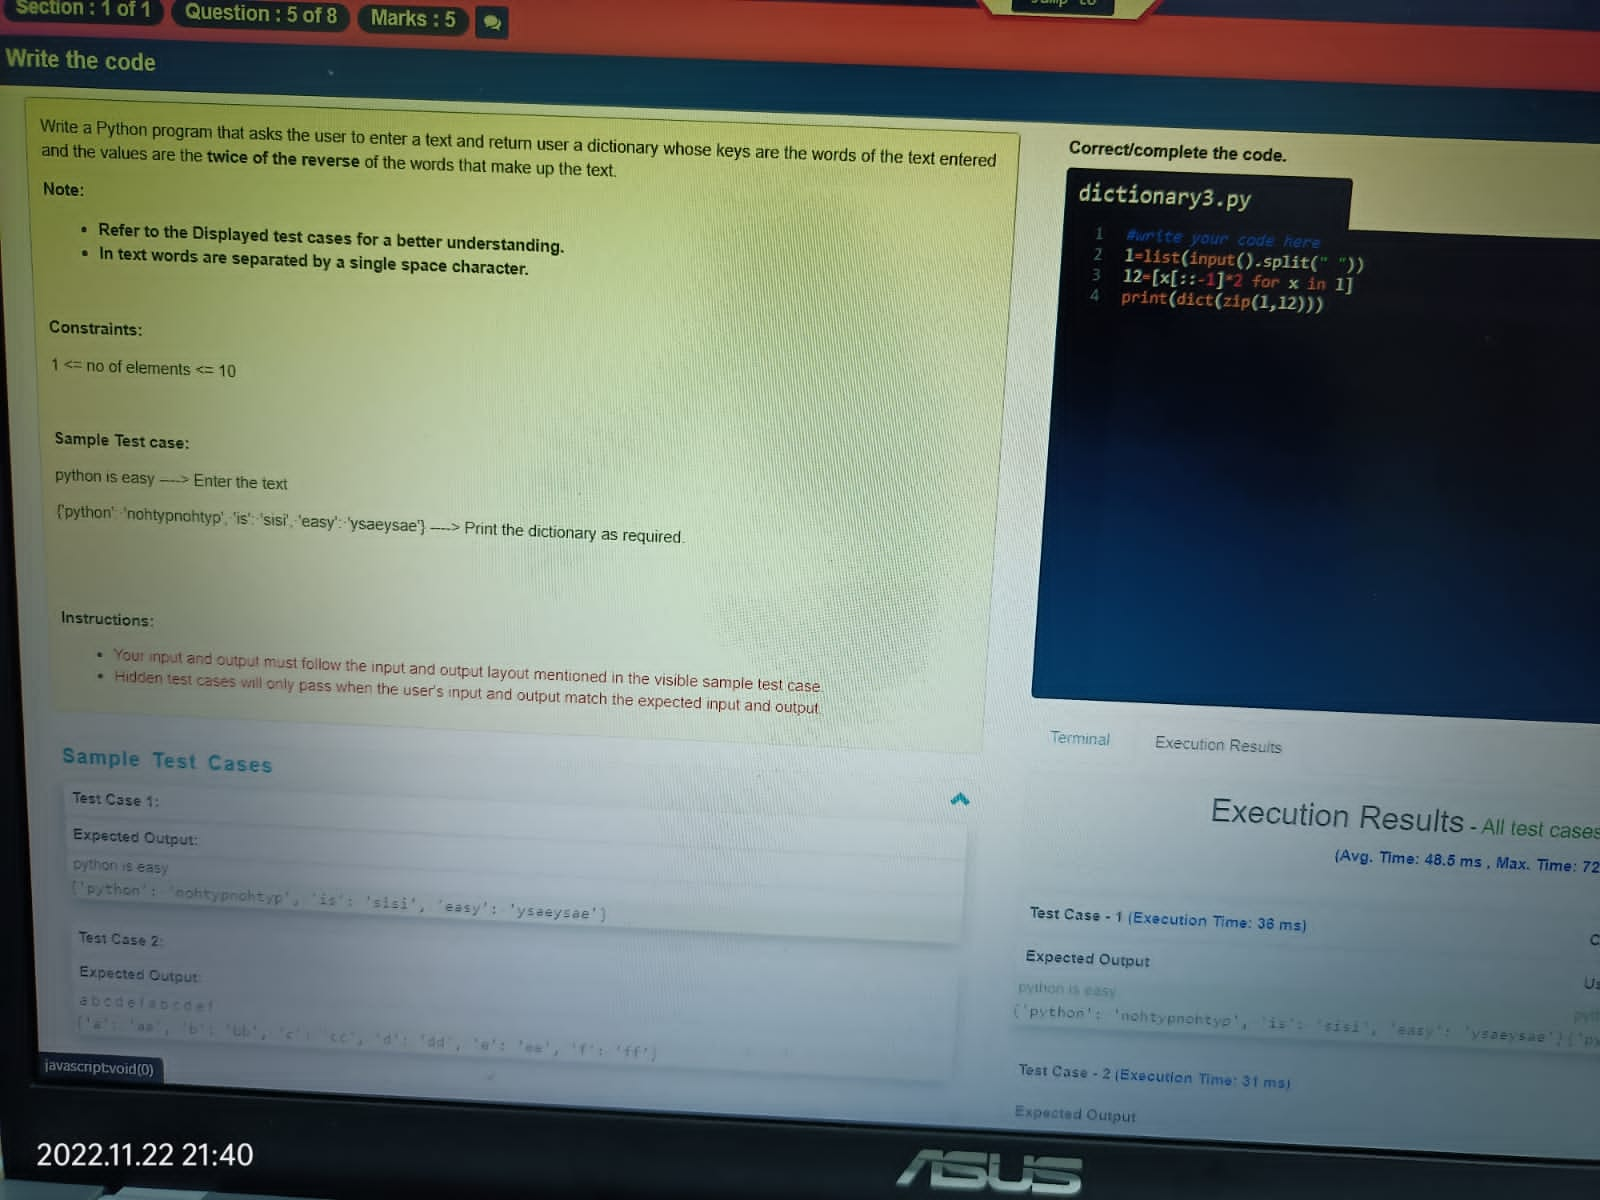 Section : 1 of 1
Question : 5 of 8
Marks : 5
Write the code
Write a Python program that asks the user to enter a text and return user a dictionary whose keys are the words of the text entered
and the values are the twice of the reverse of the words that make up the text.
Note:
• Refer to the Displayed test cases for a better understanding.
• In text words are separated by a single space character.
Constraints:
1 <= no of elements <= 10
Sample Test case:
python is easy ----> Enter the text
{'python': 'nohtypnohtyp', 'is': 'sisi', 'easy': 'ysaeysae'} ----> Print the dictionary as required.
Instructions:
• Your input and output must follow the input and output layout mentioned in the visible sample test case.
• Hidden test cases will only pass when the user's input and output match the expected input and output.
Sample Test Cases
Test Case 1:
Expected Output:
python is easy
{'python': 'nohtypnohtyp', 'is': 'sisi', 'easy': 'ysaeysae'}
Test Case 2:
Expected Output:
a b c d e f a b c d e f
{'a': 'aa', 'b': 'bb', 'c': 'cc', 'd': 'dd', 'e': 'ee', 'f': 'ff'}
javascript:void(0)
Correct/complete the code.
dictionary3.py
1 #write your code here
2 l=list(input().split(" "))
3 l2=[x[::-1]*2 for x in l]
4 print(dict(zip(l,l2)))
Terminal
Execution Results
Execution Results - All test cases
(Avg. Time: 48.5 ms , Max. Time: 72
Test Case - 1 (Execution Time: 36 ms)
Expected Output
python is easy
{'python': 'nohtypnohtyp', 'is': 'sisi', 'easy': 'ysaeysae'}
Test Case - 2 (Execution Time: 31 ms)
Expected Output
2022.11.22 21:40
ASUS